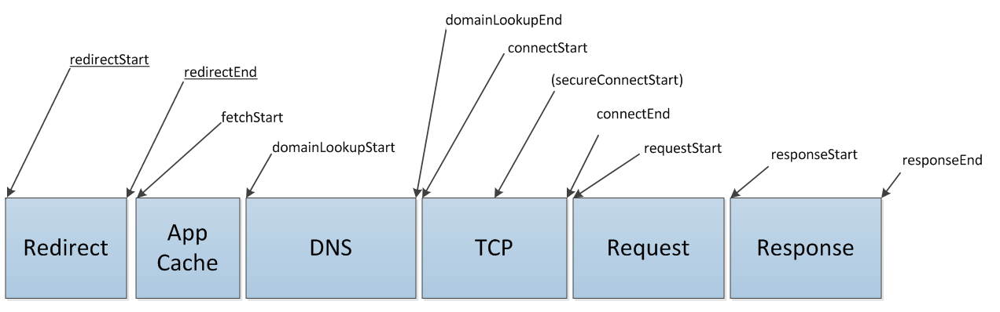 domainLookupEnd
connectStart
redirectStart
redirectEnd
(secureConnectStart)
connectEnd
fetchStart
domainLookupStart
requestStart
responseStart
responseEnd
Redirect
App
Cache
DNS
TCP
Request
Response